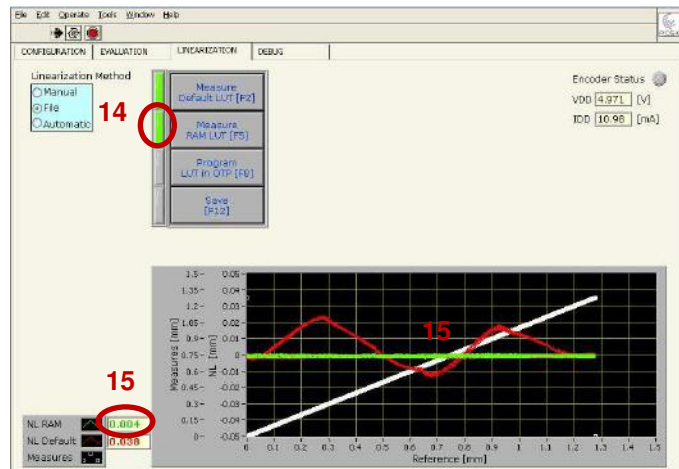 File Edit Operate Tools Window Help
CONFIGURATION EVALUATION LINEARIZATION DEBUG
Linearization Method
Manual
File
Automatic
14
Measure
Default LUT [F2]
Measure
RAM LUT [F5]
Program
LUT in OTP [F8]
Save
[F12]
Encoder Status
VDD 4.971 [V]
IDD 10.98 [mA]
1.5- 0.05-
1.35- 0.04-
1.2- 0.03-
1.05- 0.02-
0.9- 0.01-
0.75- 0-
0.6- -0.01-
0.45- -0.02-
0.3- -0.03-
0.15- -0.04-
0- -0.05-
Measures [mm]
NL [mm]
15
0 0.1 0.2 0.3 0.4 0.5 0.6 0.7 0.8 0.9 1.0 1.1 1.2 1.3 1.4 1.5
Reference [mm]
15
NL RAM 0.004
NL Default 0.038
Measures